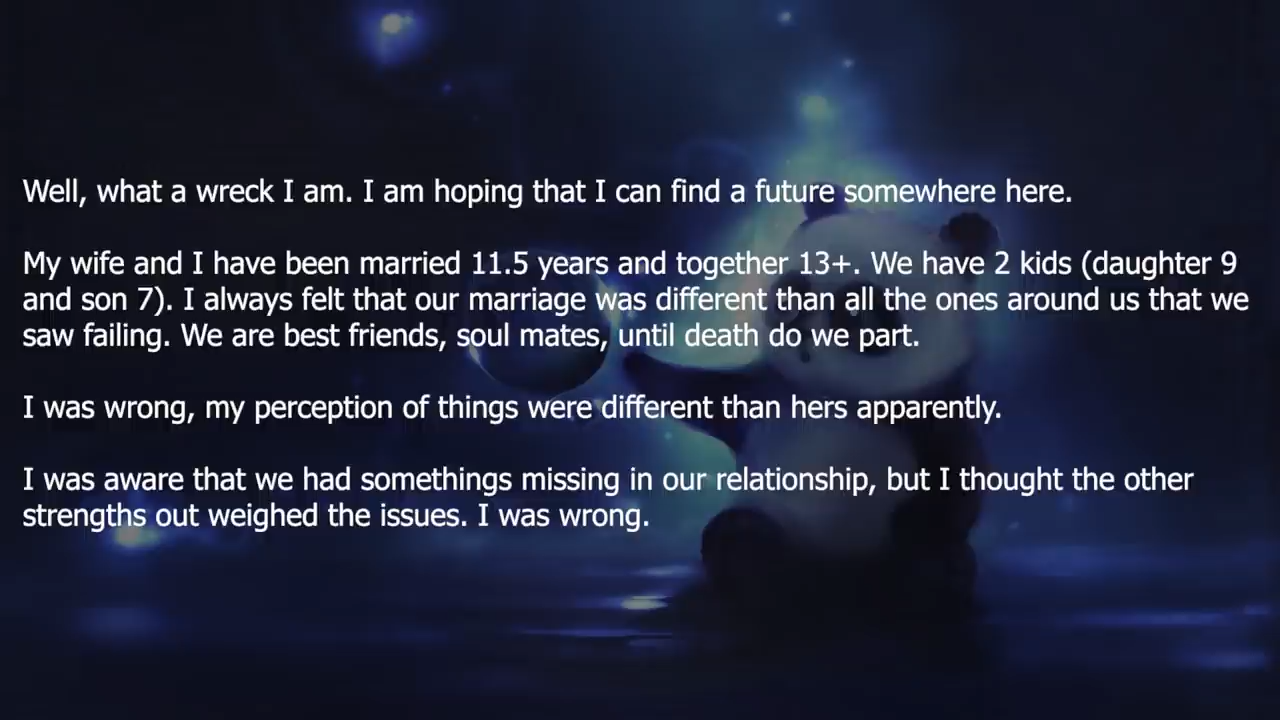 Well, what a wreck I am. I am hoping that I can find a future somewhere here.
My wife and I have been married 11.5 years and together 13+. We have 2 kids (daughter 9
and son 7). I always felt that our marriage was different than all the ones around us that we
saw failing. We are best friends, soul mates, until death do we part.
I was wrong, my perception of things were different than hers apparently.
I was aware that we had somethings missing in our relationship, but I thought the other
strengths out weighed the issues. I was wrong.